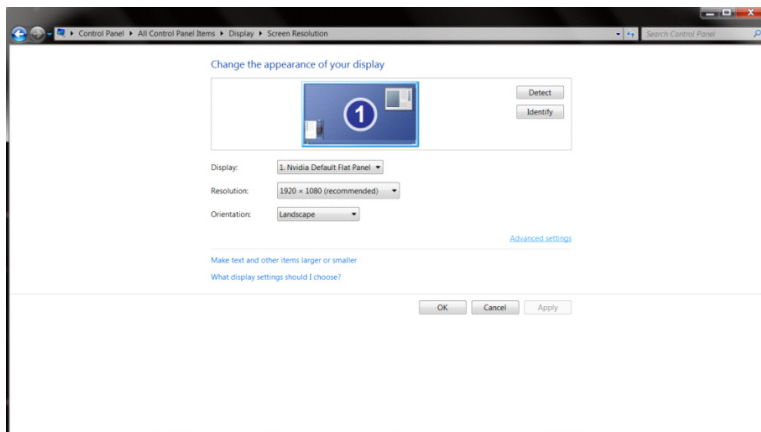 Control Panel ▸ All Control Panel Items ▸ Display ▸ Screen Resolution
Search Control Panel
Change the appearance of your display
1
Detect
Identify
Display: 1. Nvidia Default Flat Panel
Resolution: 1920 × 1080 (recommended)
Orientation: Landscape
Advanced settings
Make text and other items larger or smaller
What display settings should I choose?
OK Cancel Apply